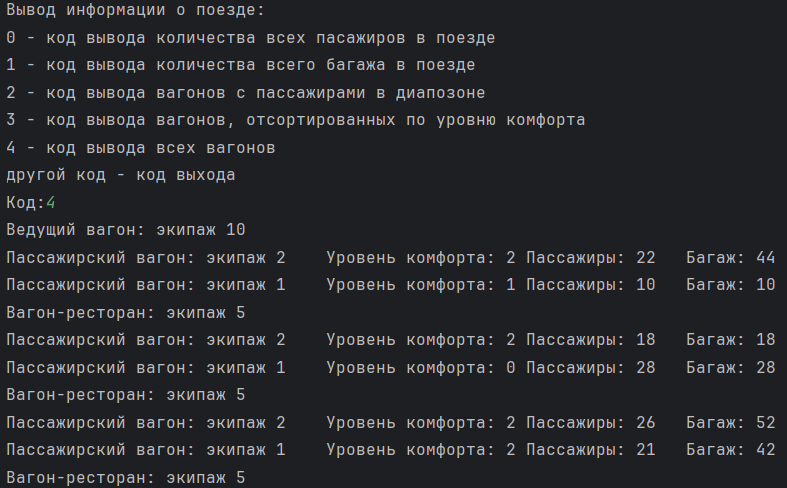 Вывод информации о поезде:
0 - код вывода количества всех пасажиров в поезде
1 - код вывода количества всего багажа в поезде
2 - код вывода вагонов с пассажирами в диапозоне
3 - код вывода вагонов, отсортированных по уровню комфорта
4 - код вывода всех вагонов
другой код - код выхода
Код:4
Ведущий вагон: экипаж 10
Пассажирский вагон: экипаж 2    Уровень комфорта: 2 Пассажиры: 22   Багаж: 44
Пассажирский вагон: экипаж 1    Уровень комфорта: 1 Пассажиры: 10   Багаж: 10
Вагон-ресторан: экипаж 5
Пассажирский вагон: экипаж 2    Уровень комфорта: 2 Пассажиры: 18   Багаж: 18
Пассажирский вагон: экипаж 1    Уровень комфорта: 0 Пассажиры: 28   Багаж: 28
Вагон-ресторан: экипаж 5
Пассажирский вагон: экипаж 2    Уровень комфорта: 2 Пассажиры: 26   Багаж: 52
Пассажирский вагон: экипаж 1    Уровень комфорта: 2 Пассажиры: 21   Багаж: 42
Вагон-ресторан: экипаж 5